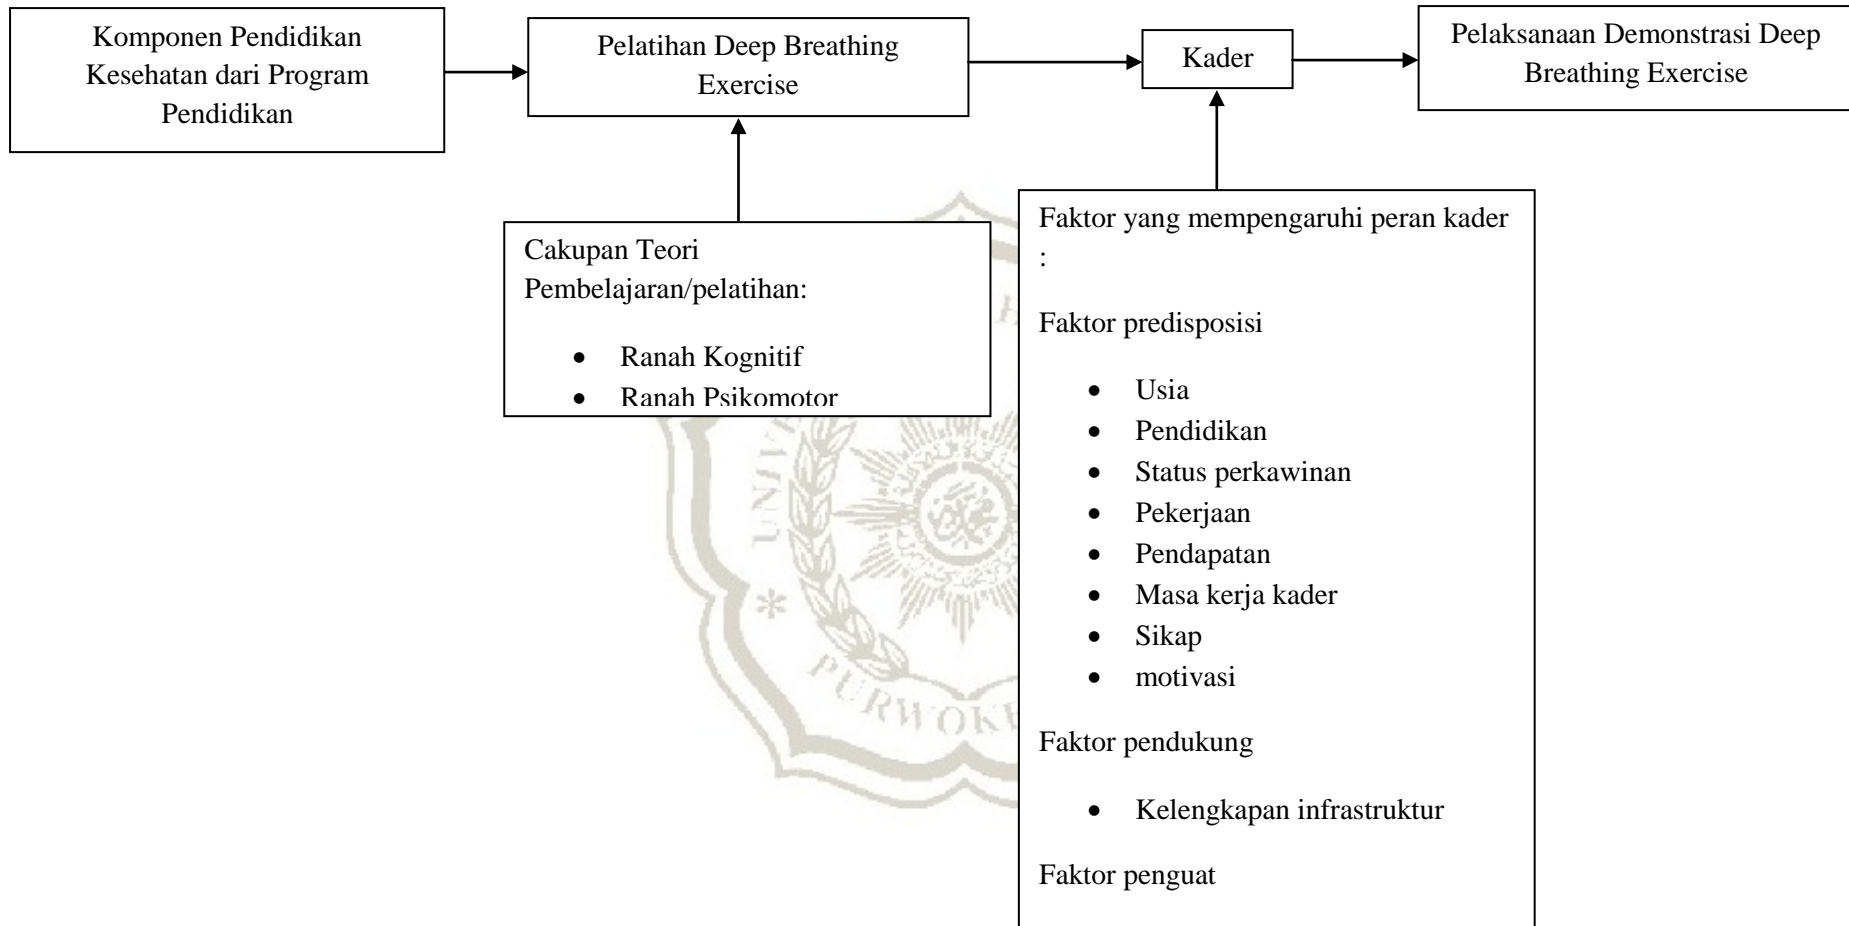 Komponen Pendidikan
Kesehatan dari Program
Pendidikan
Pelatihan Deep Breathing
Exercise
Kader
Pelaksanaan Demonstrasi Deep
Breathing Exercise
Cakupan Teori
Pembelajaran/pelatihan:
• Ranah Kognitif
• Ranah Psikomotor
Faktor yang mempengaruhi peran kader
:
Faktor predisposisi
• Usia
• Pendidikan
• Status perkawinan
• Pekerjaan
• Pendapatan
• Masa kerja kader
• Sikap
• motivasi
Faktor pendukung
• Kelengkapan infrastruktur
Faktor penguat